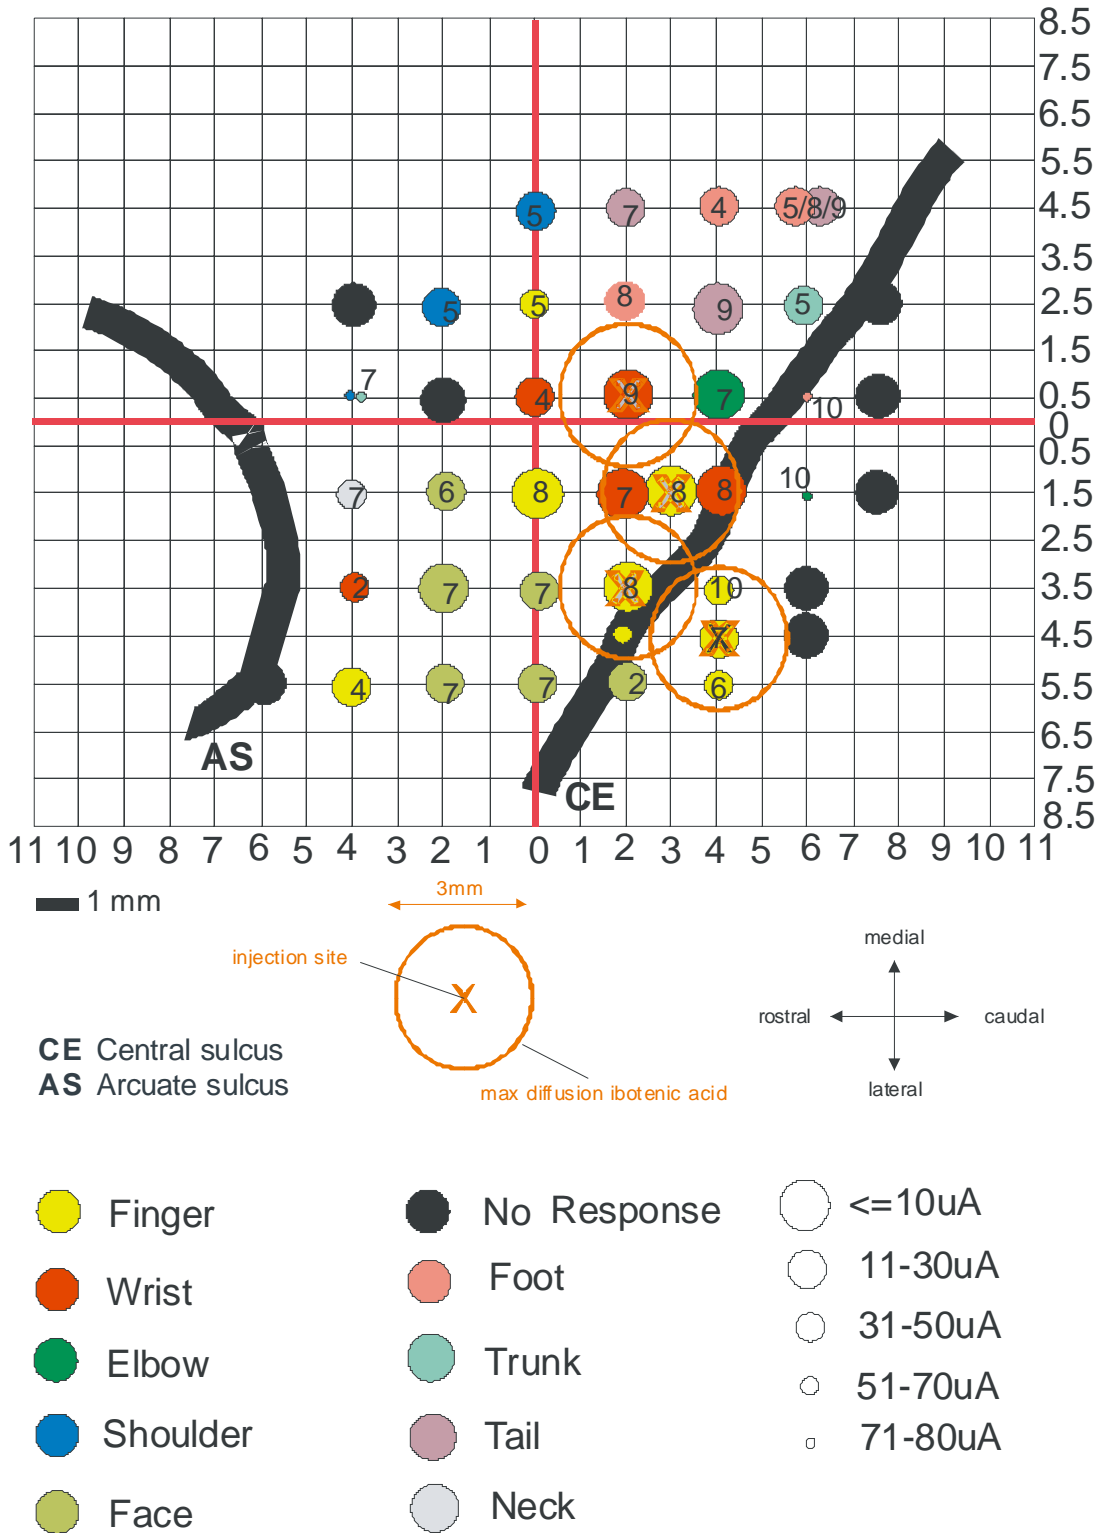 8.5
7.5
6.5
5.5
5 7 4 5/8/9 4.5
3.5
5 5 8 9 5 2.5
1.5
7 4 9 7 10 0.5
0
0.5
7 6 8 7 8 8 10 1.5
2.5
2 7 7 8 10 3.5
7 4.5
4 7 7 2 6 5.5
6.5
AS
7.5
CE
8.5
11 10 9 8 7 6 5 4 3 2 1 0 1 2 3 4 5 6 7 8 9 10 11
1 mm
3mm
injection site
X
max diffusion ibotenic acid
medial
rostral caudal
lateral
CE Central sulcus
AS Arcuate sulcus
Finger
Wrist
Elbow
Shoulder
Face
No Response
Foot
Trunk
Tail
Neck
<=10uA
11-30uA
31-50uA
51-70uA
71-80uA